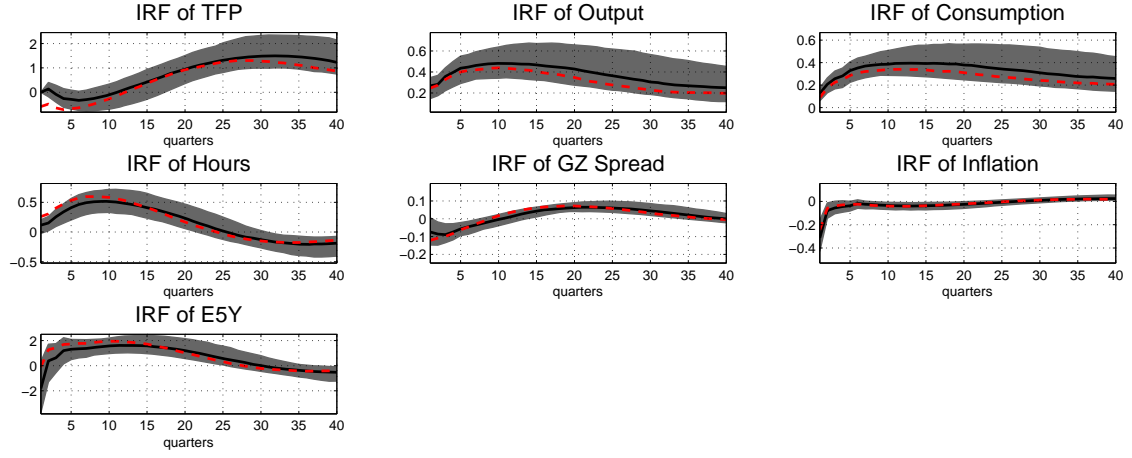 IRF of TFP
2
1
0
5 10 15 20 25 30 35 40
quarters
IRF of Output
0.6
0.4
0.2
5 10 15 20 25 30 35 40
quarters
IRF of Consumption
0.6
0.4
0.2
0
5 10 15 20 25 30 35 40
quarters
IRF of Hours
0.5
0
−0.5
5 10 15 20 25 30 35 40
quarters
IRF of GZ Spread
0.1
0
−0.1
−0.2
5 10 15 20 25 30 35 40
quarters
IRF of Inflation
0
−0.2
−0.4
5 10 15 20 25 30 35 40
quarters
IRF of E5Y
2
0
−2
5 10 15 20 25 30 35 40
quarters